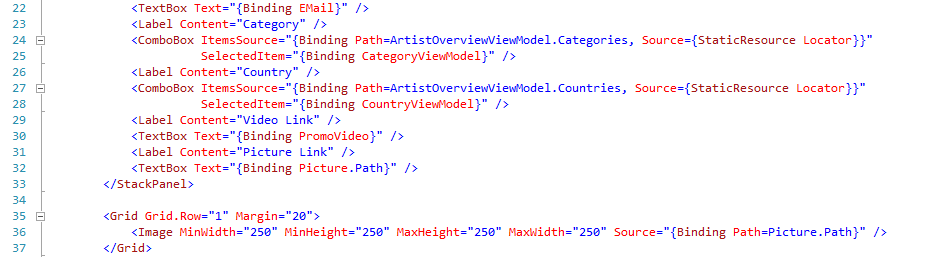 22 <TextBox Text="{Binding EMail}" />
23 <Label Content="Category" />
24 <ComboBox ItemsSource="{Binding Path=ArtistOverviewViewModel.Categories, Source={StaticResource Locator}}"
25 SelectedItem="{Binding CategoryViewModel}" />
26 <Label Content="Country" />
27 <ComboBox ItemsSource="{Binding Path=ArtistOverviewViewModel.Countries, Source={StaticResource Locator}}"
28 SelectedItem="{Binding CountryViewModel}" />
29 <Label Content="Video Link" />
30 <TextBox Text="{Binding PromoVideo}" />
31 <Label Content="Picture Link" />
32 <TextBox Text="{Binding Picture.Path}" />
33 </StackPanel>
34
35 <Grid Grid.Row="1" Margin="20">
36 <Image MinWidth="250" MinHeight="250" MaxHeight="250" MaxWidth="250" Source="{Binding Path=Picture.Path}" />
37 </Grid>